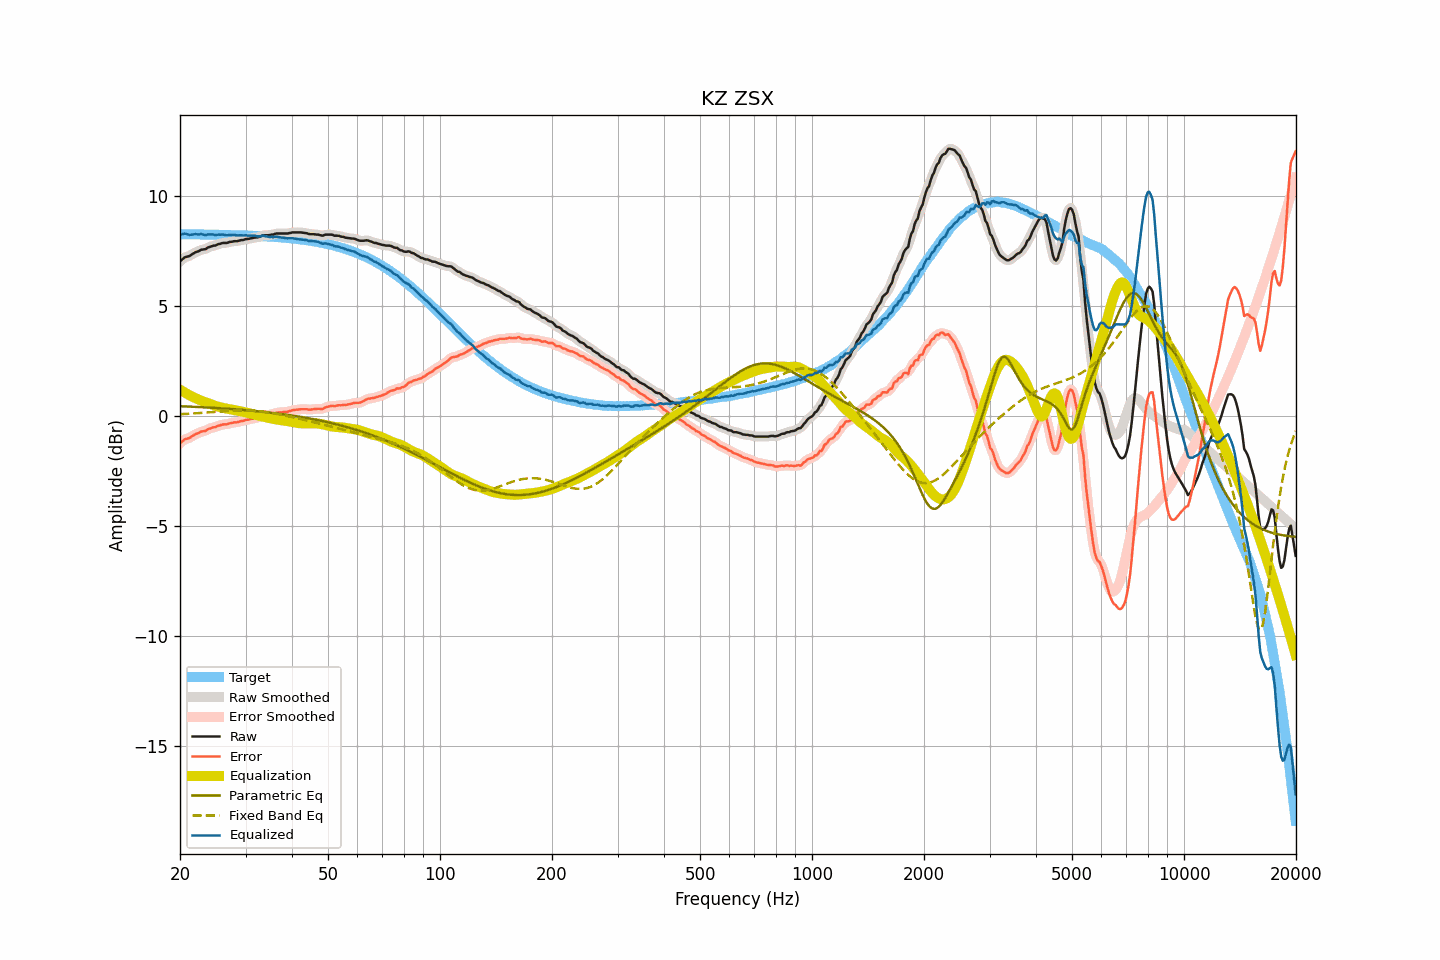 KZ ZSX
Amplitude (dBr)
10
5
0
−5
−10
−15
Target
Raw Smoothed
Error Smoothed
Raw
Error
Equalization
Parametric Eq
Fixed Band Eq
Equalized
20 50 100 200 500 1000 2000 5000 10000 20000
Frequency (Hz)